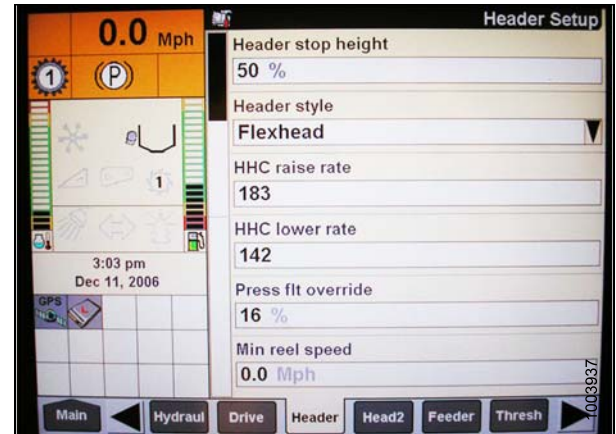 0.0 Mph
Header Setup
1
(P)
1
3:03 pm
Dec 11, 2006
GPS
Header stop height
50 %
Header style
Flexhead
HHC raise rate
183
HHC lower rate
142
Press flt override
16 %
Min reel speed
0.0 Mph
1003937
Main
Hydraul
Drive
Header
Head2
Feeder
Thresh